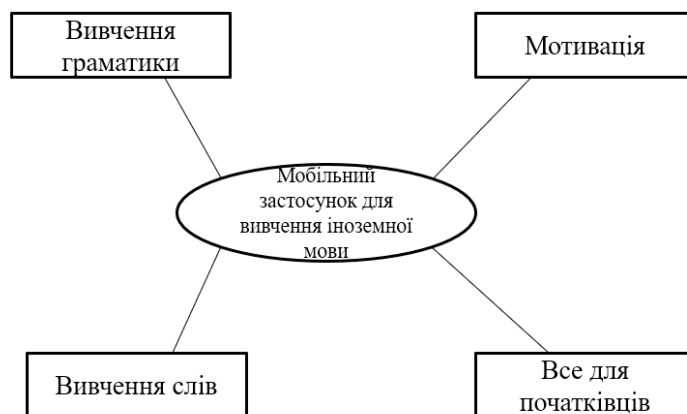 Вивчення
граматики
Мотивація
Мобільний
застосунок для
вивчення іноземної
мови
Вивчення слів
Все для
початківців